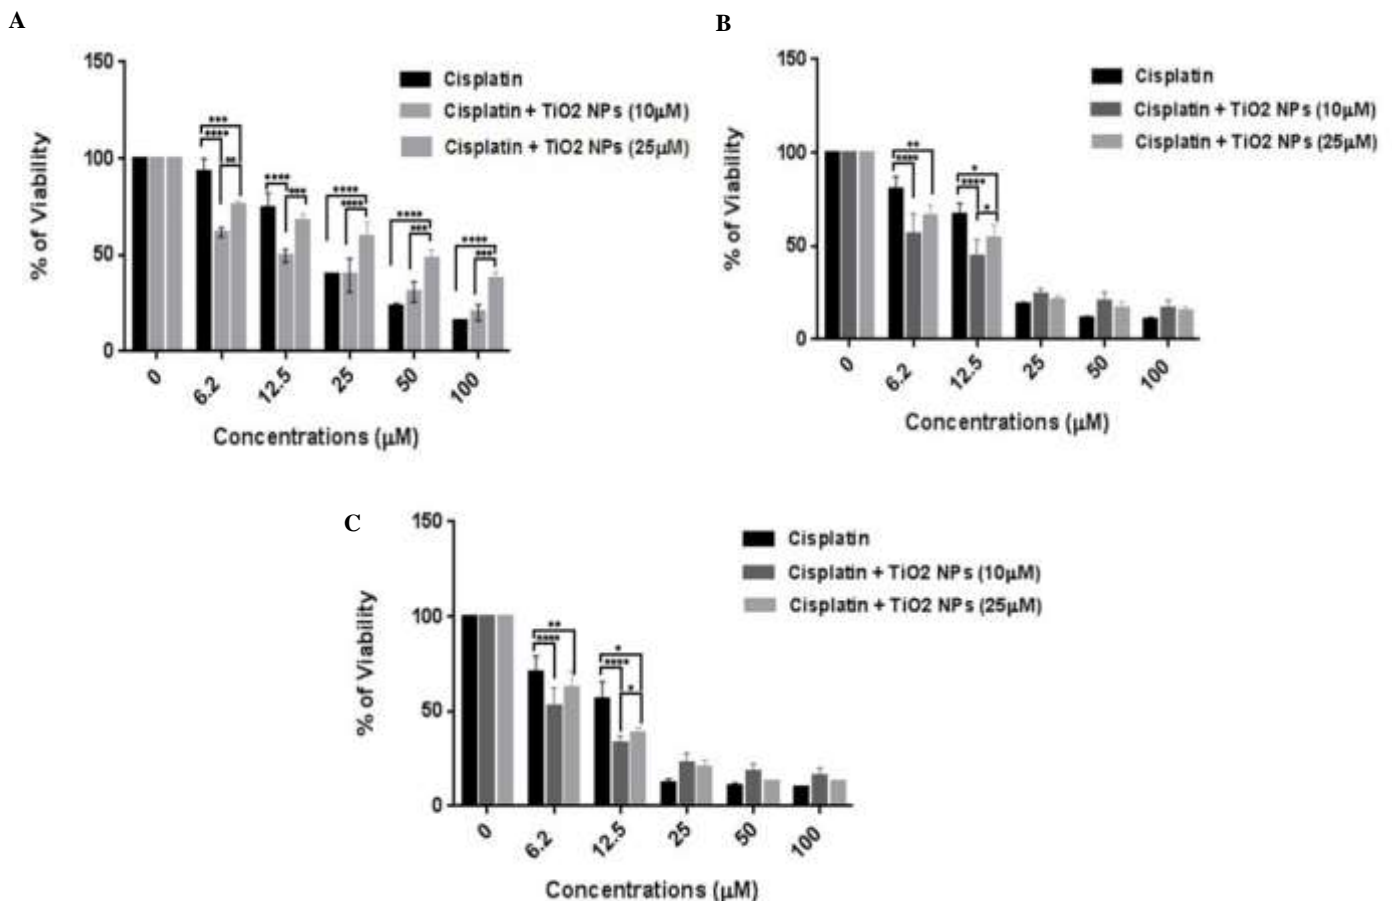 A
150
100
50
0
% of Viability
Cisplatin
Cisplatin + TiO2 NPs (10μM)
Cisplatin + TiO2 NPs (25μM)
***
****
**
****
***
****
****
****
***
****
***
0
6.2
12.5
25
50
100
Concentrations (μM)
B
150
100
50
0
% of Viability
Cisplatin
Cisplatin + TiO2 NPs (10μM)
Cisplatin + TiO2 NPs (25μM)
**
****
*
****
*
0
6.2
12.5
25
50
100
Concentrations (μM)
C
150
100
50
0
% of Viability
Cisplatin
Cisplatin + TiO2 NPs (10μM)
Cisplatin + TiO2 NPs (25μM)
**
****
*
****
*
0
6.2
12.5
25
50
100
Concentrations (μM)